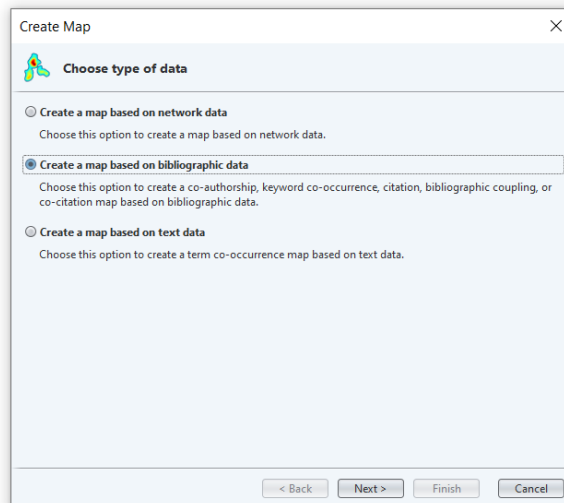 Create Map
Choose type of data
Create a map based on network data
Choose this option to create a map based on network data.
Create a map based on bibliographic data
Choose this option to create a co-authorship, keyword co-occurrence, citation, bibliographic coupling, or
co-citation map based on bibliographic data.
Create a map based on text data
Choose this option to create a term co-occurrence map based on text data.
< Back Next > Finish Cancel